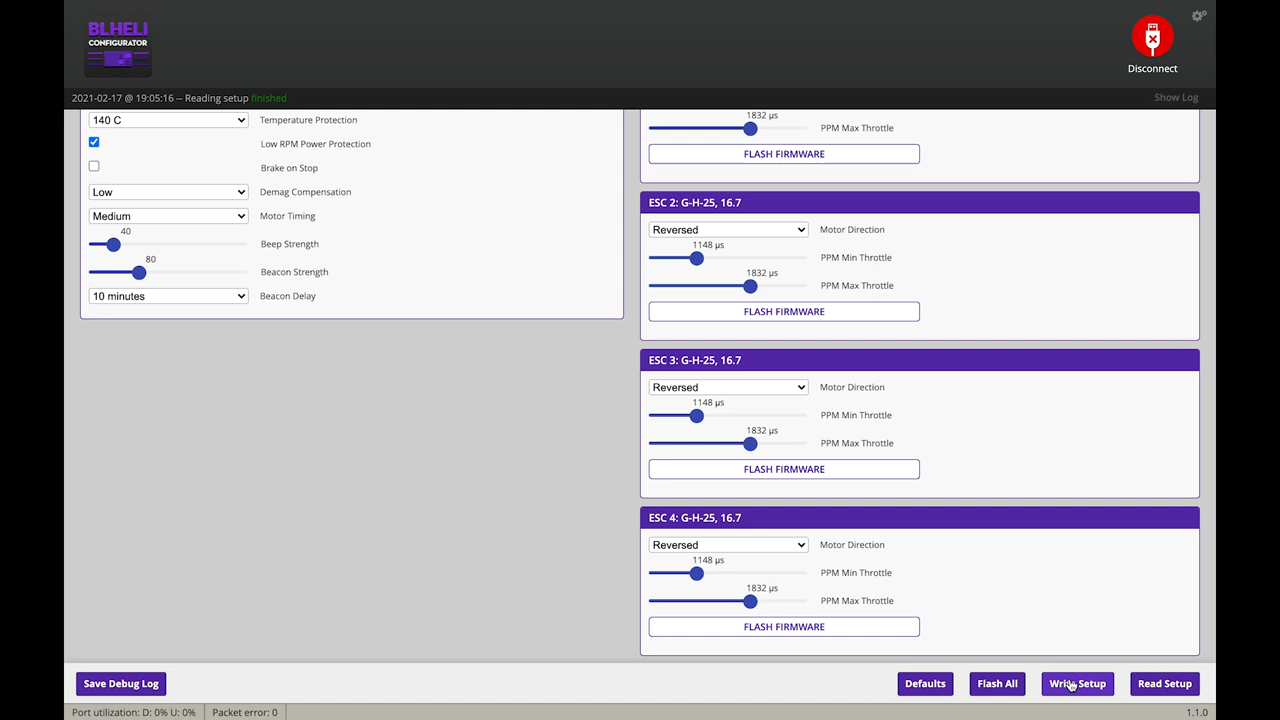 BLHELI
CONFIGURATOR
Disconnect
2021-02-17 @ 19:05:16 -- Reading setup finished
Show Log
140 C Temperature Protection
Low RPM Power Protection
Brake on Stop
Low Demag Compensation
Medium Motor Timing
40
Beep Strength
80
Beacon Strength
10 minutes Beacon Delay
1832 µs
PPM Max Throttle
FLASH FIRMWARE
ESC 2: G-H-25, 16.7
Reversed Motor Direction
1148 µs
PPM Min Throttle
1832 µs
PPM Max Throttle
FLASH FIRMWARE
ESC 3: G-H-25, 16.7
Reversed Motor Direction
1148 µs
PPM Min Throttle
1832 µs
PPM Max Throttle
FLASH FIRMWARE
ESC 4: G-H-25, 16.7
Reversed Motor Direction
1148 µs
PPM Min Throttle
1832 µs
PPM Max Throttle
FLASH FIRMWARE
Save Debug Log
Defaults
Flash All
Write Setup
Read Setup
Port utilization: D: 0% U: 0%
Packet error: 0
1.1.0